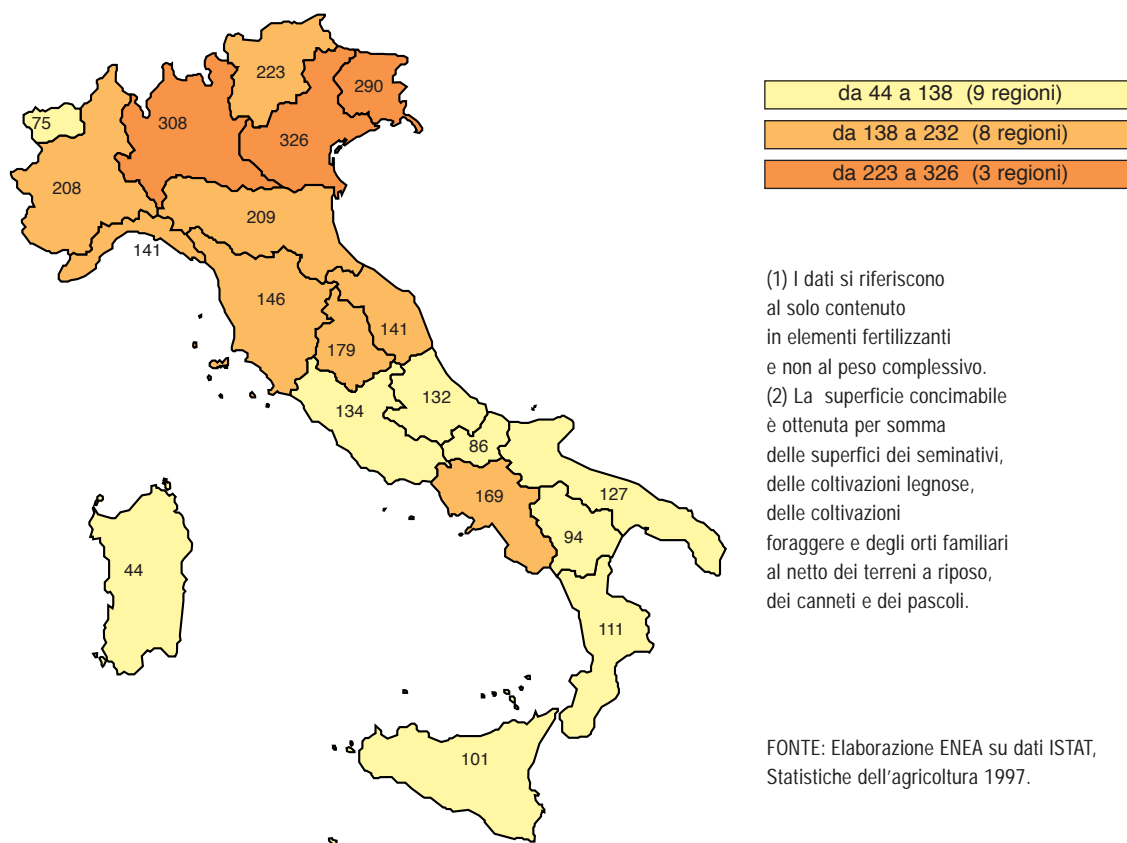 223
290
75
308
326
208
209
141
146
141
179
134
132
86
169
127
94
44
111
101
da 44 a 138 (9 regioni)
da 138 a 232 (8 regioni)
da 223 a 326 (3 regioni)
(1) I dati si riferiscono
al solo contenuto
in elementi fertilizzanti
e non al peso complessivo.
(2) La superficie concimabile
è ottenuta per somma
delle superfici dei seminativi,
delle coltivazioni legnose,
delle coltivazioni
foraggere e degli orti familiari
al netto dei terreni a riposo,
dei canneti e dei pascoli.
FONTE: Elaborazione ENEA su dati ISTAT,
Statistiche dell'agricoltura 1997.